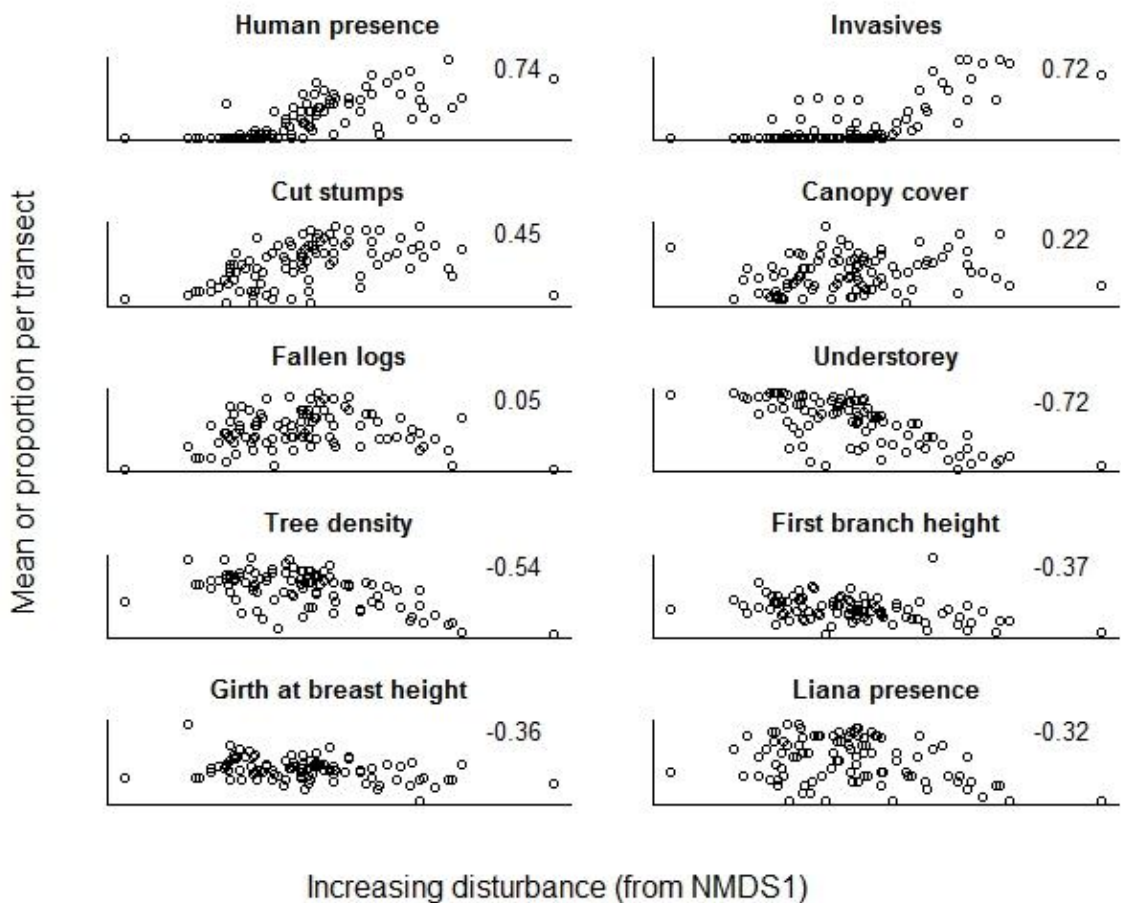 Human presence
0.74
Invasives
0.72
Cut stumps
0.45
Canopy cover
0.22
Fallen logs
0.05
Understorey
-0.72
Tree density
-0.54
First branch height
-0.37
Girth at breast height
-0.36
Liana presence
-0.32
Mean or proportion per transect
Increasing disturbance (from NMDS1)